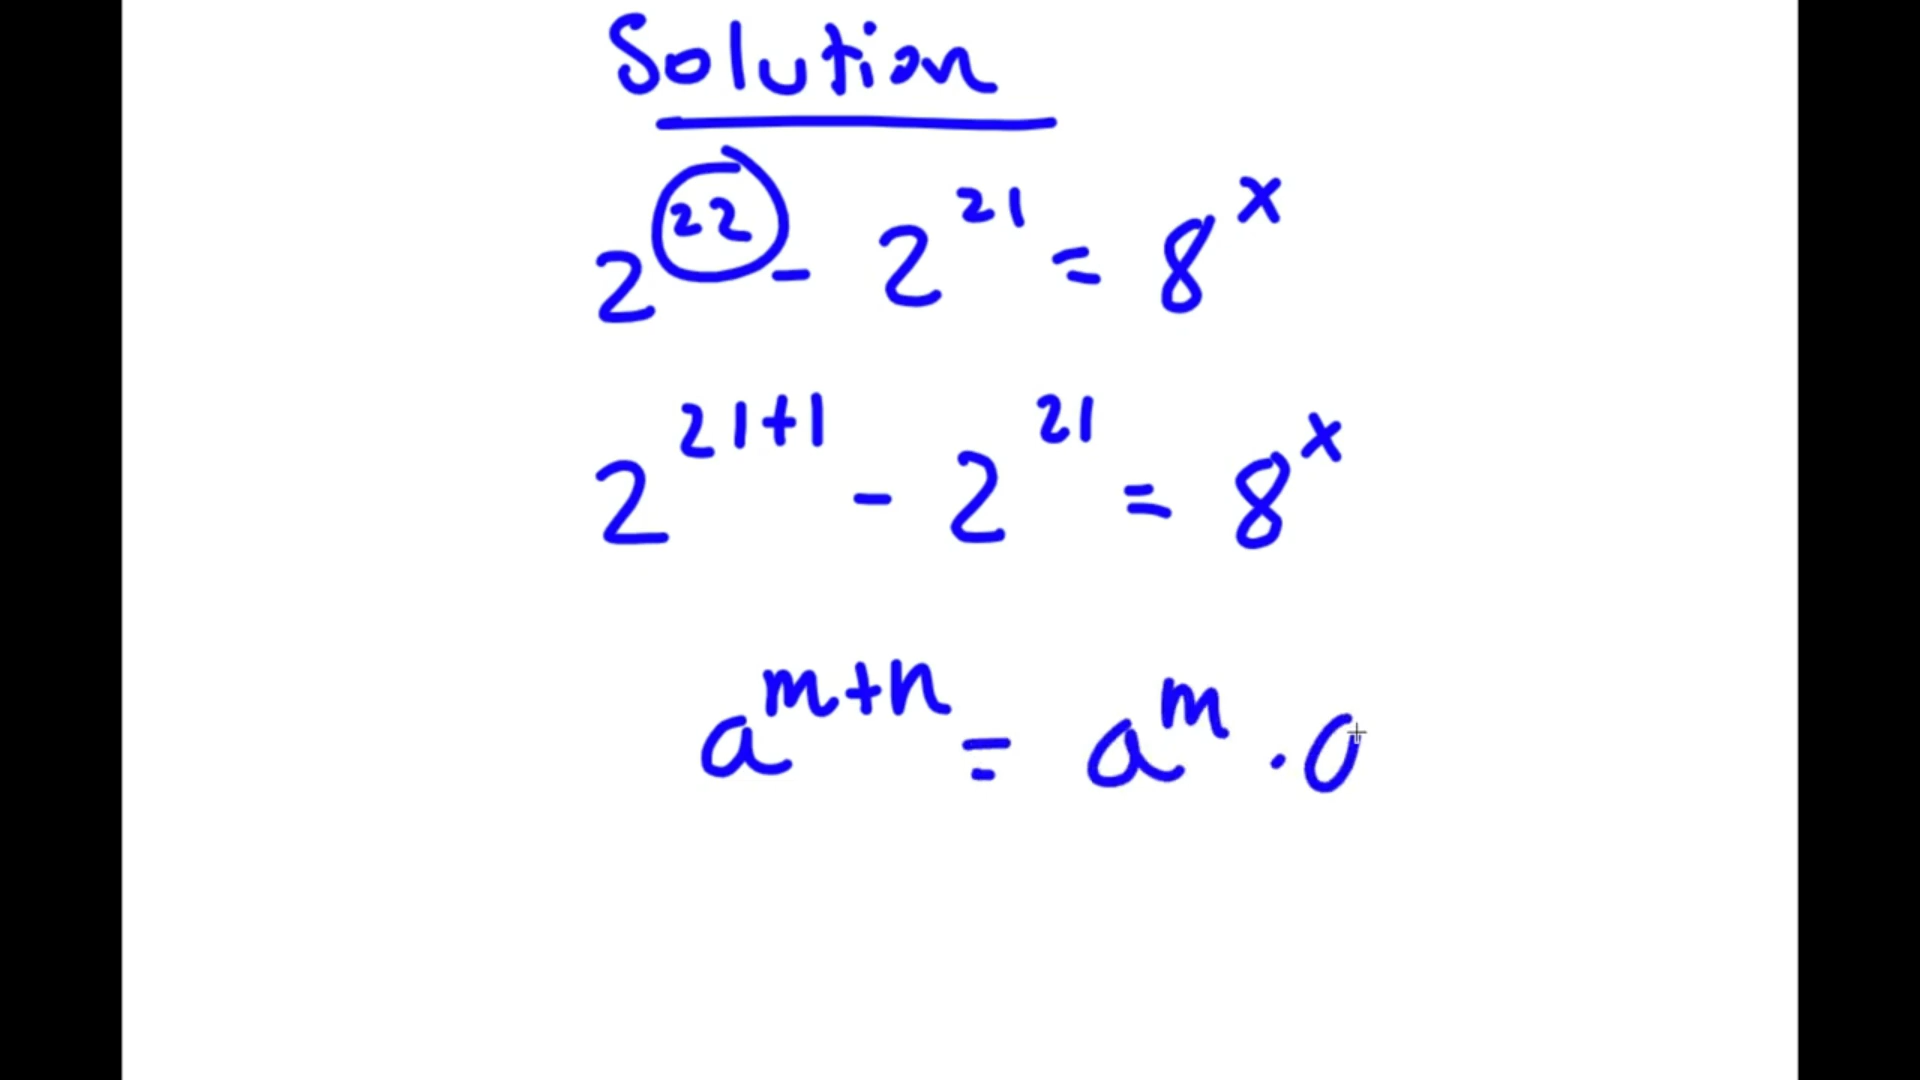 Solution
2^22 - 2^21 = 8^x
2^21+1 - 2^21 = 8^x
a^m+n = a^m . a